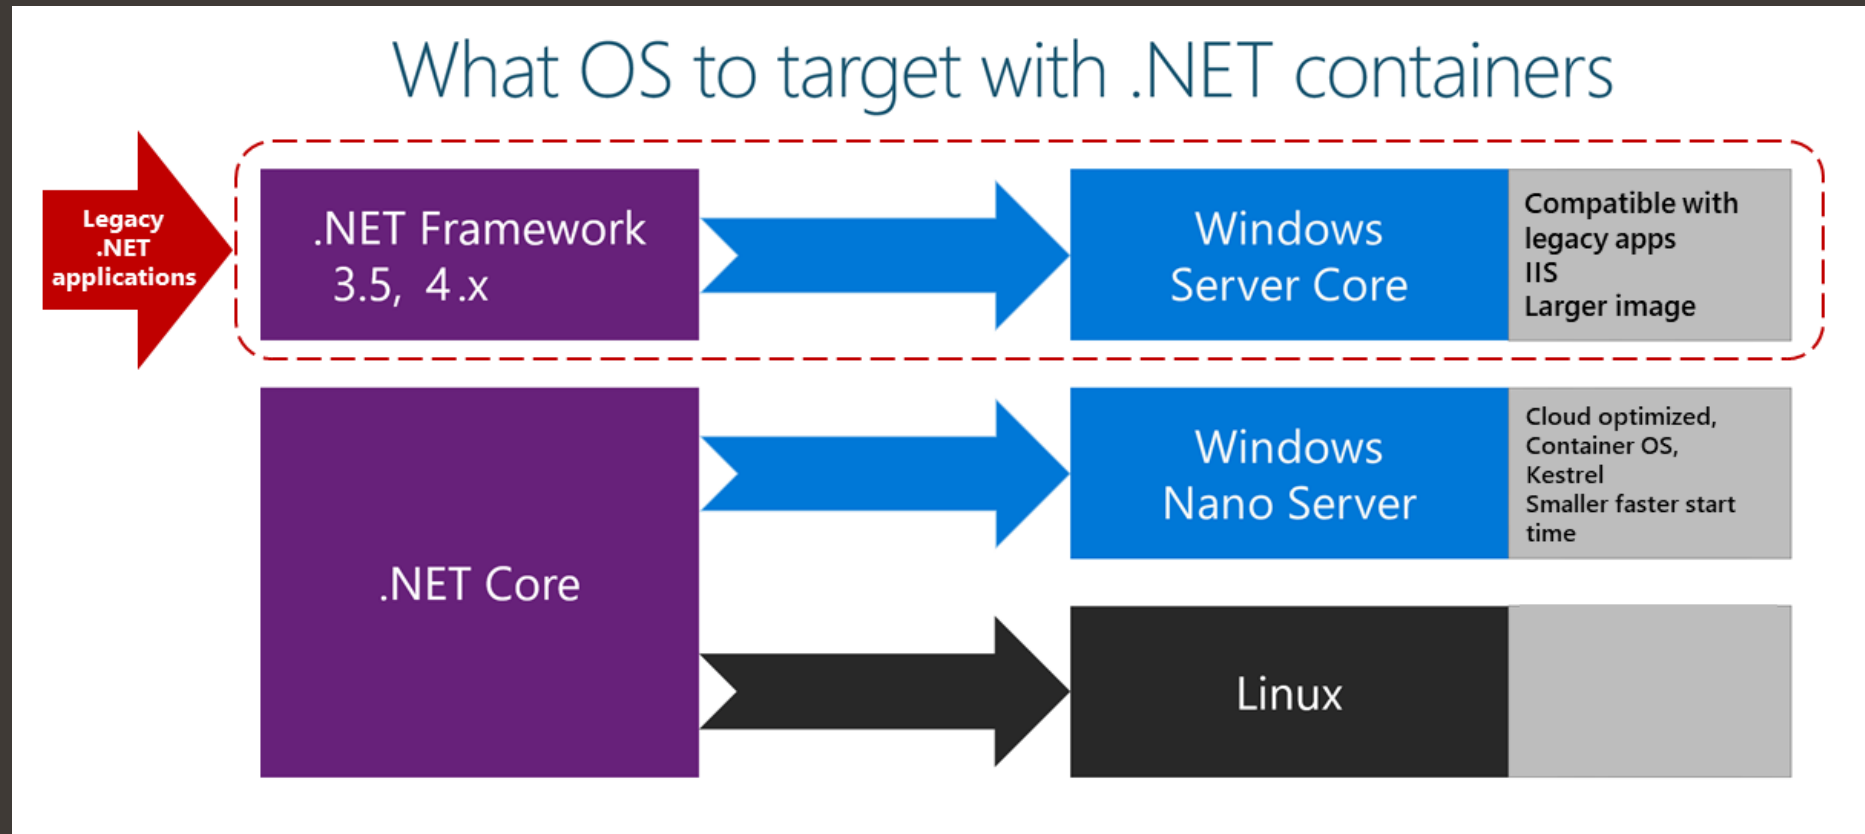 What OS to target with .NET containers
Legacy
.NET
applications
.NET Framework
3.5, 4.x
Windows
Server Core
Compatible with
legacy apps
IIS
Larger image
.NET Core
Windows
Nano Server
Cloud optimized,
Container OS,
Kestrel
Smaller faster start
time
Linux